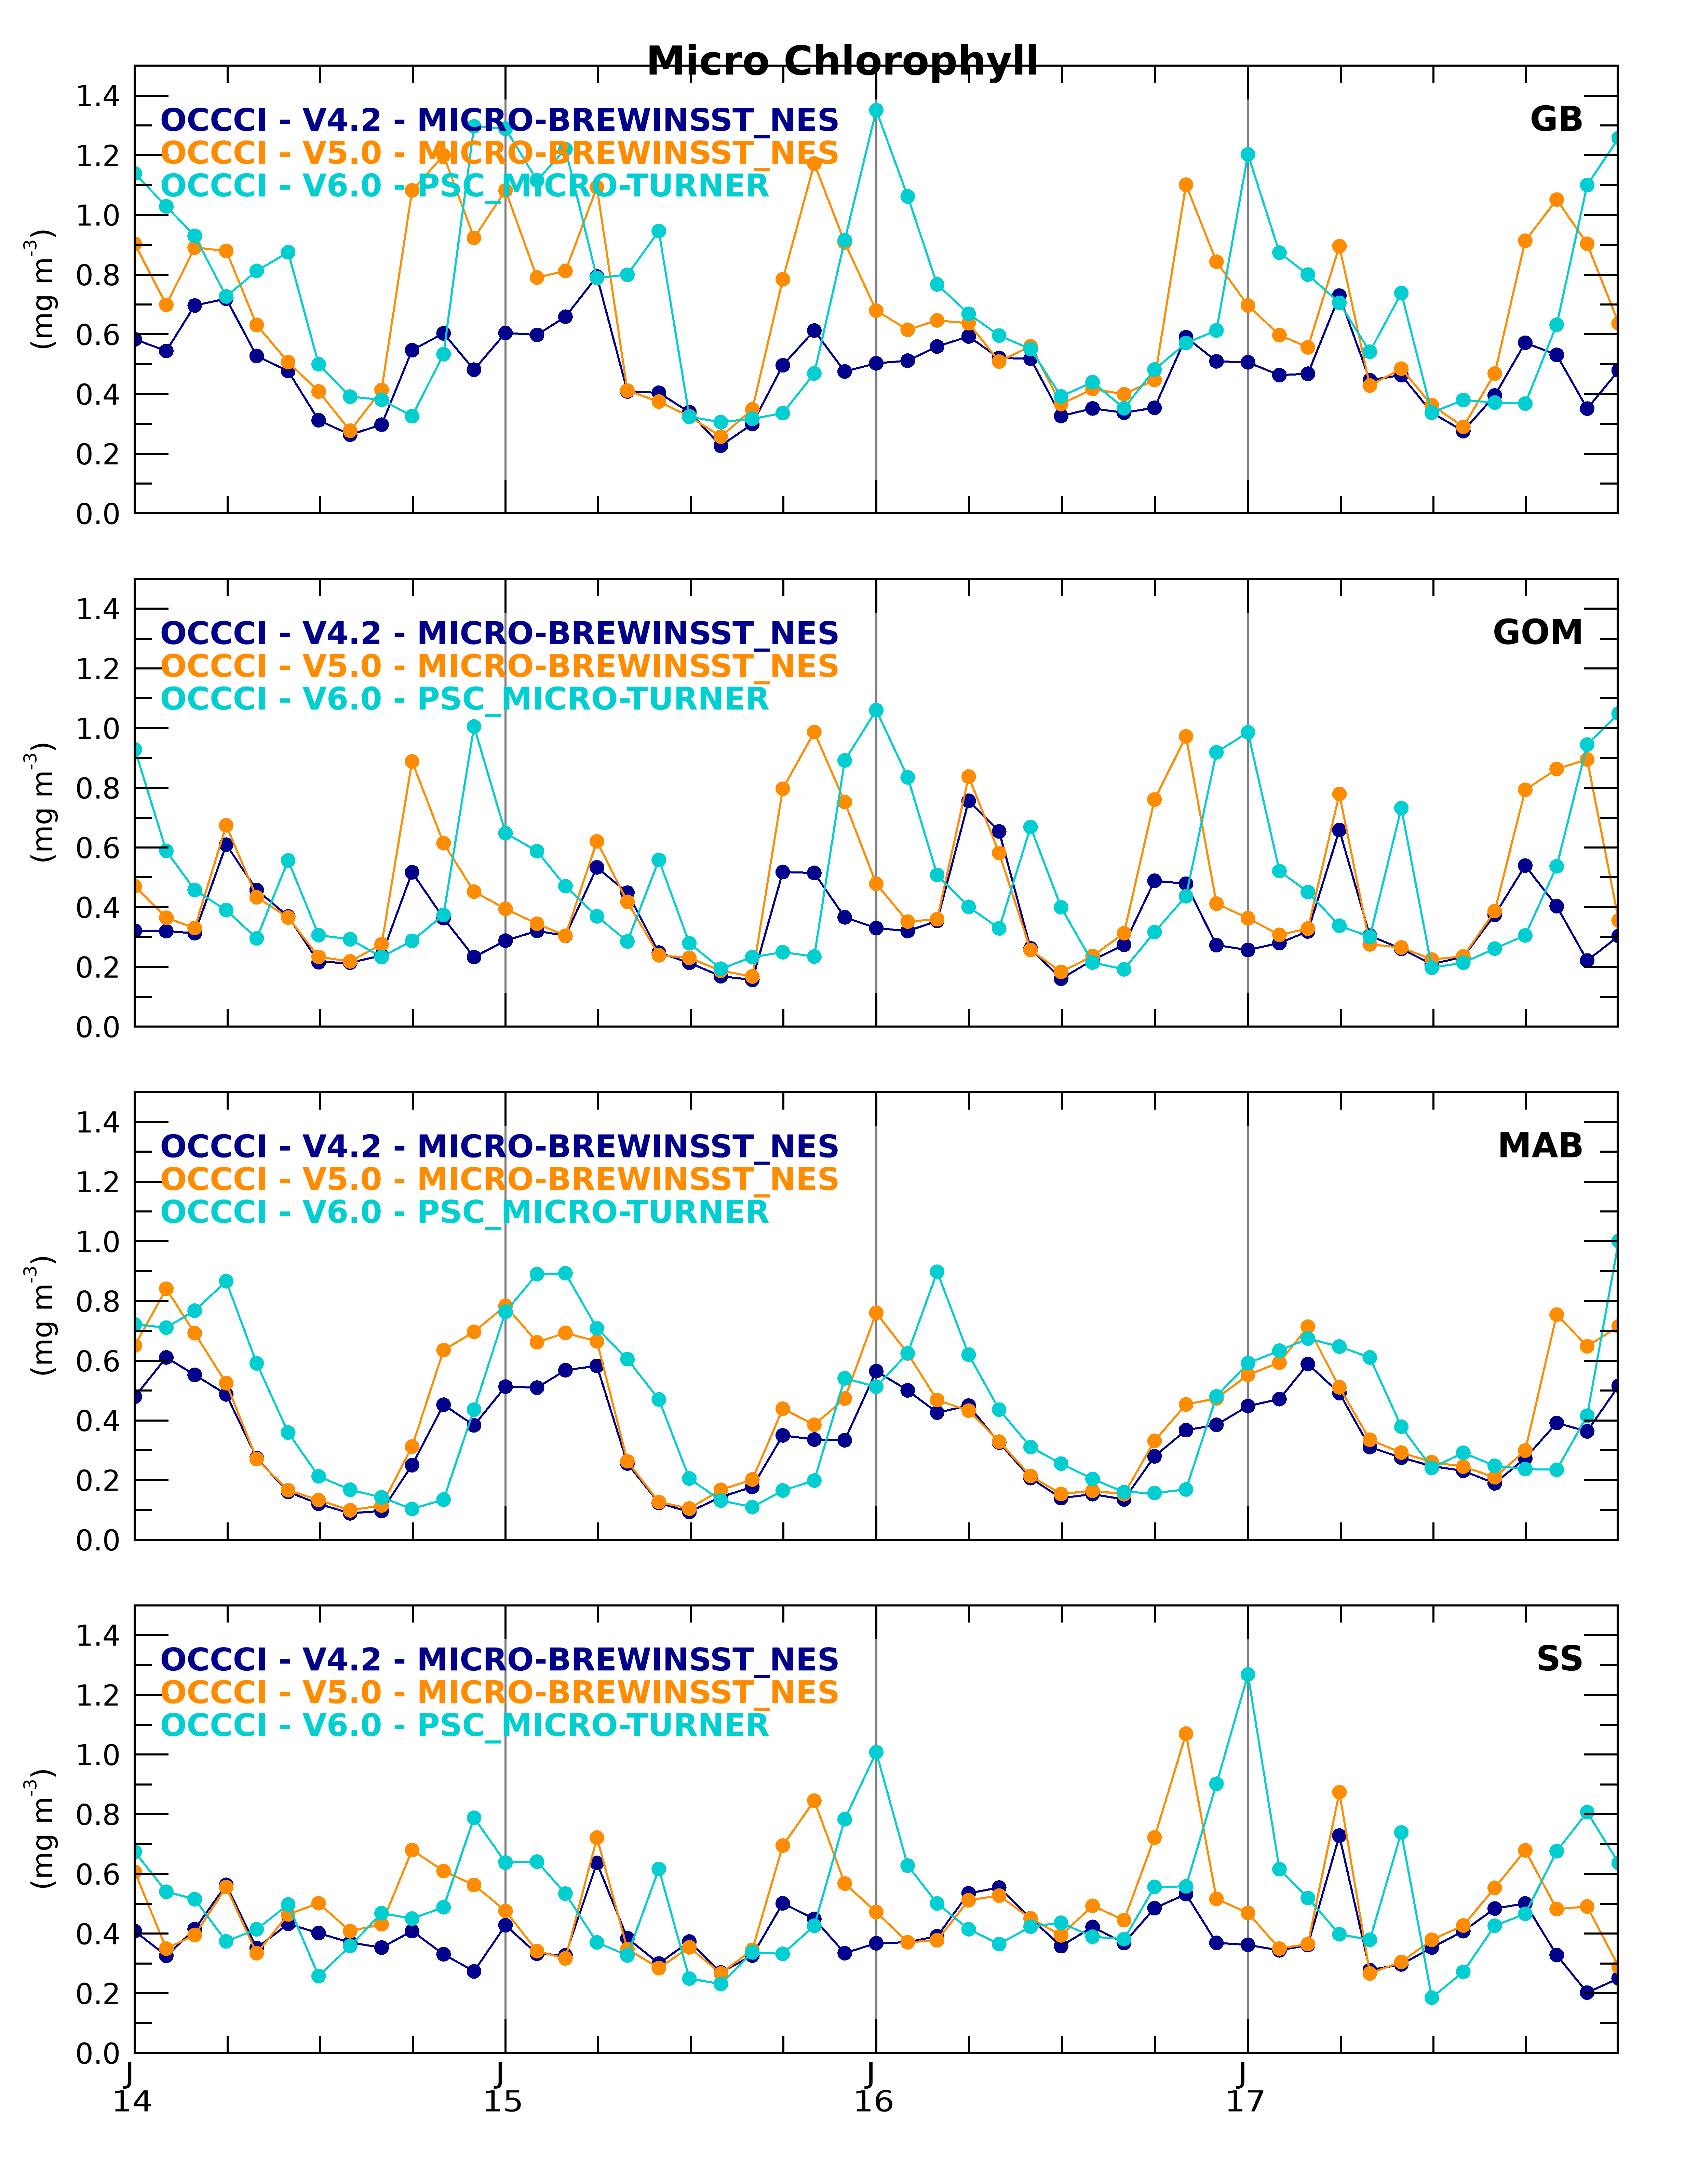 Micro Chlorophyll
1.4
1.2
1.0
0.8
0.6
0.4
0.2
0.0
(mg m-3)
OCCCI - V4.2 - MICRO-BREWINSST_NES
OCCCI - V5.0 - MICRO-BREWINSST_NES
OCCCI - V6.0 - PSC_MICRO-TURNER
GB
1.4
1.2
1.0
0.8
0.6
0.4
0.2
0.0
(mg m-3)
OCCCI - V4.2 - MICRO-BREWINSST_NES
OCCCI - V5.0 - MICRO-BREWINSST_NES
OCCCI - V6.0 - PSC_MICRO-TURNER
GOM
1.4
1.2
1.0
0.8
0.6
0.4
0.2
0.0
(mg m-3)
OCCCI - V4.2 - MICRO-BREWINSST_NES
OCCCI - V5.0 - MICRO-BREWINSST_NES
OCCCI - V6.0 - PSC_MICRO-TURNER
MAB
1.4
1.2
1.0
0.8
0.6
0.4
0.2
0.0
(mg m-3)
OCCCI - V4.2 - MICRO-BREWINSST_NES
OCCCI - V5.0 - MICRO-BREWINSST_NES
OCCCI - V6.0 - PSC_MICRO-TURNER
SS
J J J J
14 15 16 17